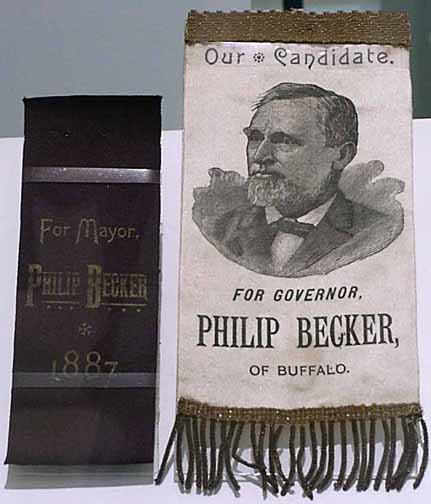 For Mayor,
PHILIP BECKER
1887
Our * Candidate.
FOR GOVERNOR,
PHILIP BECKER,
OF BUFFALO.